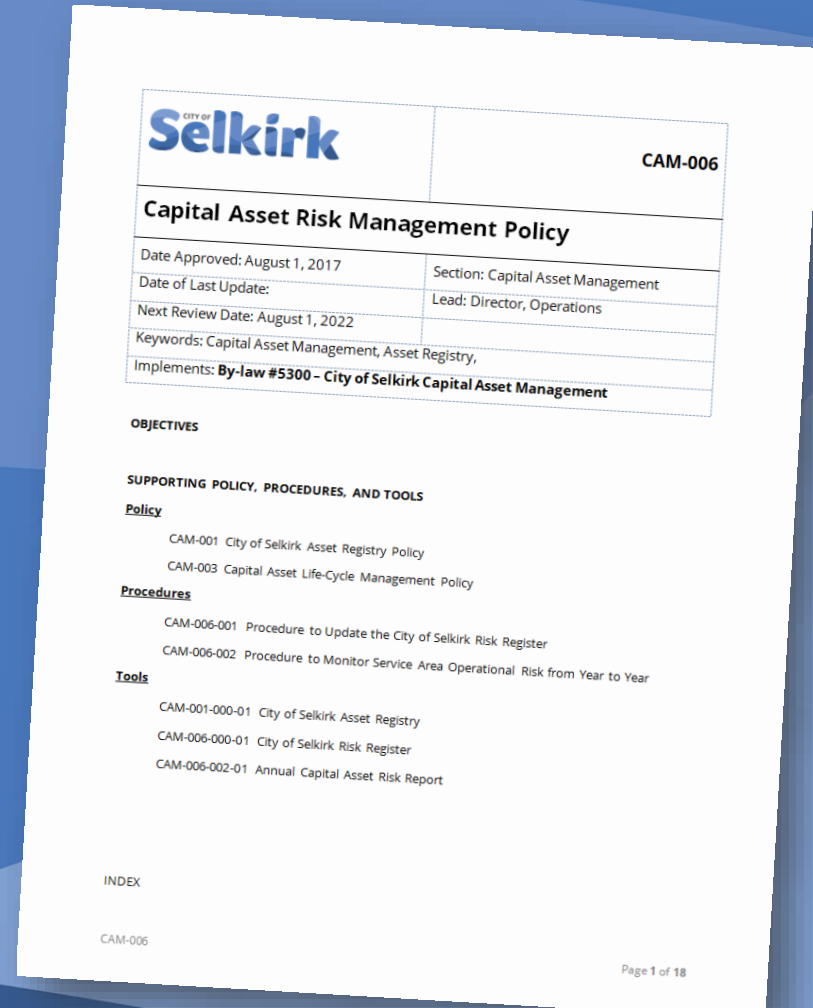 CITY OF
Selkirk
CAM-006
Capital Asset Risk Management Policy
Date Approved: August 1, 2017
Section: Capital Asset Management
Date of Last Update:
Lead: Director, Operations
Next Review Date: August 1, 2022
Keywords: Capital Asset Management, Asset Registry,
Implements: By-law #5300 – City of Selkirk Capital Asset Management
OBJECTIVES
SUPPORTING POLICY, PROCEDURES, AND TOOLS
Policy
CAM-001 City of Selkirk Asset Registry Policy
CAM-003 Capital Asset Life-Cycle Management Policy
Procedures
CAM-006-001 Procedure to Update the City of Selkirk Risk Register
CAM-006-002 Procedure to Monitor Service Area Operational Risk from Year to Year
Tools
CAM-001-000-01 City of Selkirk Asset Registry
CAM-006-000-01 City of Selkirk Risk Register
CAM-006-002-01 Annual Capital Asset Risk Report
INDEX
CAM-006
Page 1 of 18